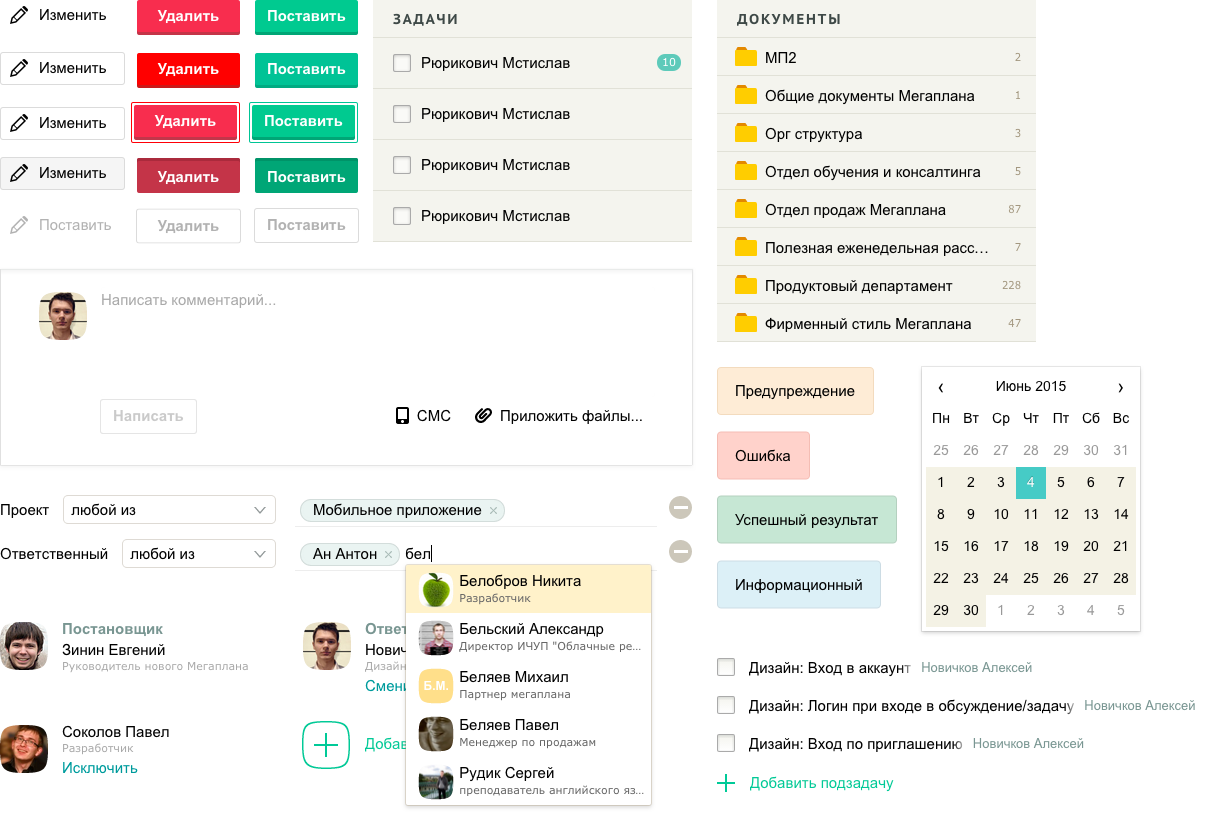 Изменить Удалить Поставить
Изменить Удалить Поставить
Изменить Удалить Поставить
Изменить Удалить Поставить
Поставить Удалить Поставить
ЗАДАЧИ
Рюрикович Мстислав 10
Рюрикович Мстислав
Рюрикович Мстислав
Рюрикович Мстислав
ДОКУМЕНТЫ
МП2 2
Общие документы Мегаплана 1
Орг структура 3
Отдел обучения и консалтинга 5
Отдел продаж Мегаплана 87
Полезная еженедельная расс... 7
Продуктовый департамент 228
Фирменный стиль Мегаплана 47
Написать комментарий...
Написать СМС Приложить файлы...
Предупреждение
Ошибка
Успешный результат
Информационный
‹ Июнь 2015 ›
Пн Вт Ср Чт Пт Сб Вс
25 26 27 28 29 30 31
1 2 3 4 5 6 7
8 9 10 11 12 13 14
15 16 17 18 19 20 21
22 23 24 25 26 27 28
29 30 1 2 3 4 5
Проект любой из Мобильное приложение ×
Ответственный любой из Ан Антон × бел
Белобров Никита
Разработчик
Бельский Александр
Директор ИЧУП "Облачные ре...
Б.М. Беляев Михаил
Партнер мегаплана
Беляев Павел
Менеджер по продажам
Рудик Сергей
преподаватель английского яз...
Постановщик
Зинин Евгений
Руководитель нового Мегаплана
Ответ
Нович
Дизайн
Смени
Соколов Павел
Разработчик
Исключить
Добав
Дизайн: Вход в аккаунт Новичков Алексей
Дизайн: Логин при входе в обсуждение/задачу Новичков Алексей
Дизайн: Вход по приглашению Новичков Алексей
Добавить подзадачу